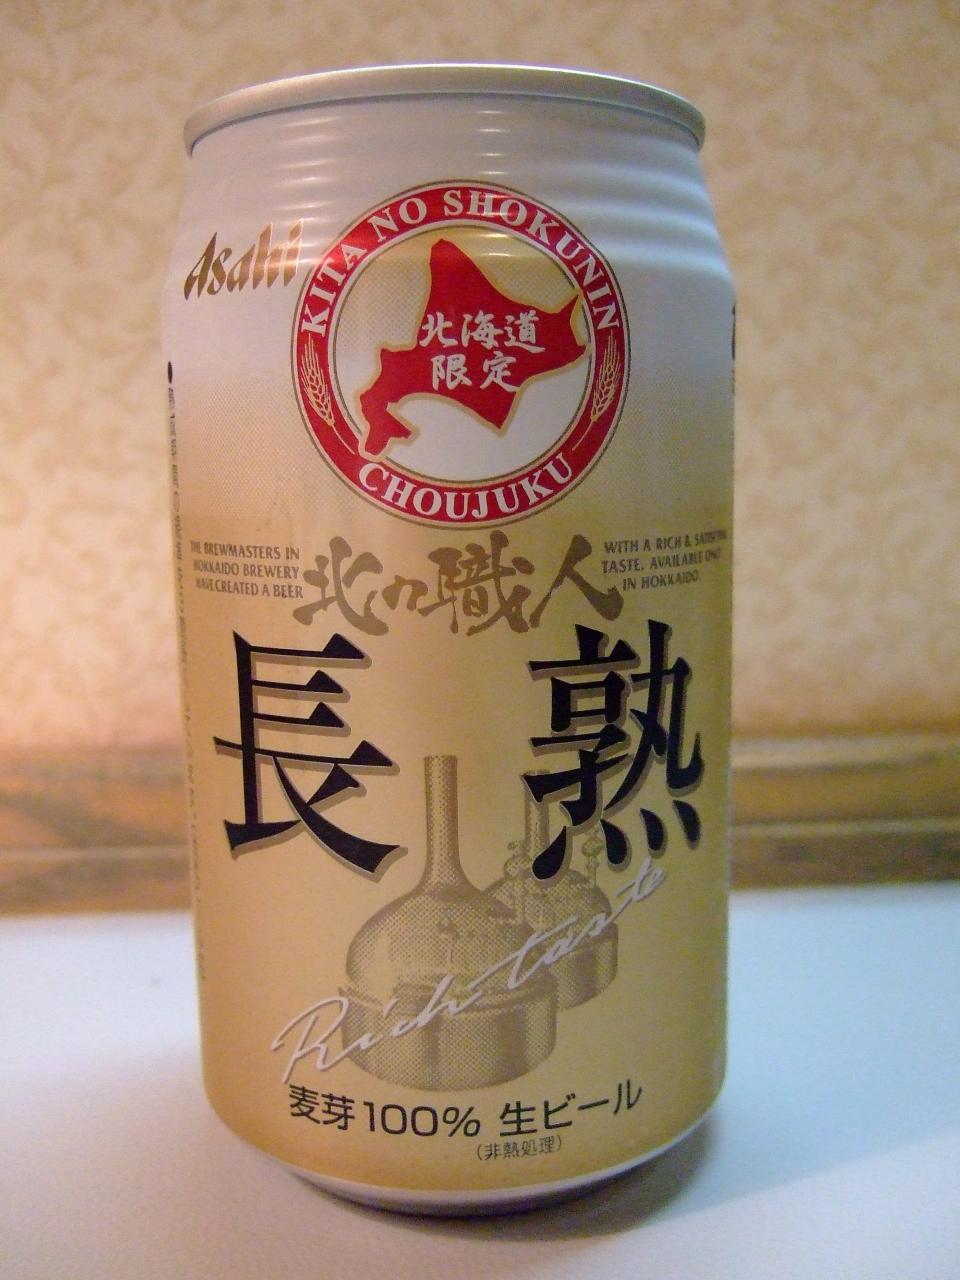 Asahi
KITA NO SHOKUNIN
北海道
限定
CHOUJUKU
THE BREWMASTERS IN
HOKKAIDO BREWERY
HAVE CREATED A BEER
北の職人
WITH A RICH & SATISFYING
TASTE, AVAILABLE ONLY
IN HOKKAIDO.
長熟
Rich taste
麦芽100% 生ビール
(非熱処理)